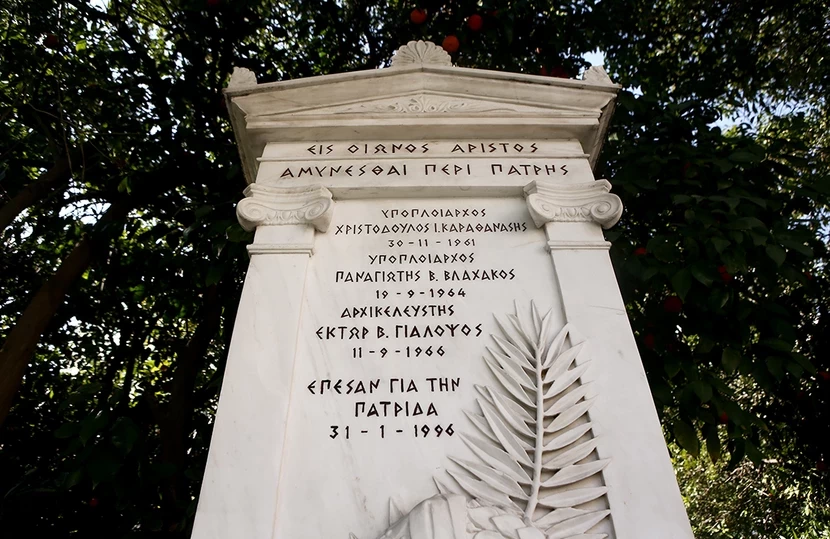 ΕΙΣ ΟΙΩΝΟΣ ΑΡΙΣΤΟΣ
ΑΜΥΝΕΣΘΑΙ ΠΕΡΙ ΠΑΤΡΗΣ
ΥΠΟΠΛΟΙΑΡΧΟΣ
ΧΡΙΣΤΟΔΟΥΛΟΣ Ι. ΚΑΡΑΘΑΝΑΣΗΣ
30-11-1961
ΥΠΟΠΛΟΙΑΡΧΟΣ
ΠΑΝΑΓΙΩΤΗΣ Β. ΒΛΑΧΑΚΟΣ
19-9-1964
ΑΡΧΙΚΕΛΕΥΣΤΗΣ
ΕΚΤΩΡ Β. ΓΙΑΛΟΨΟΣ
11-9-1966
ΕΠΕΣΑΝ ΓΙΑ ΤΗΝ
ΠΑΤΡΙΔΑ
31-1-1996